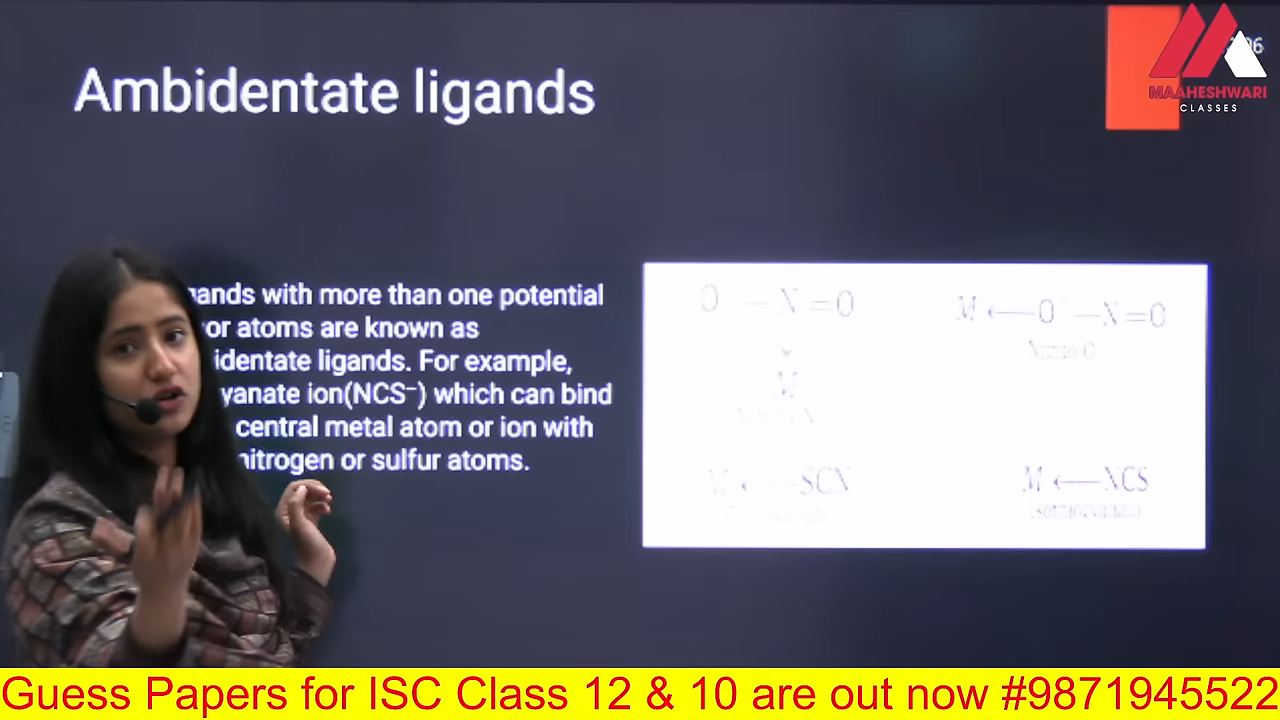 Ambidentate ligands
MAAHESHWARI
CLASSES
gands with more than one potential
or atoms are known as
identate ligands. For example,
yanate ion(NCS⁻) which can bind
central metal atom or ion with
nitrogen or sulfur atoms.
O —N=O
M ←—O —N=O
M
M ←—SCN
M ←—NCS
Guess Papers for ISC Class 12 & 10 are out now #9871945522